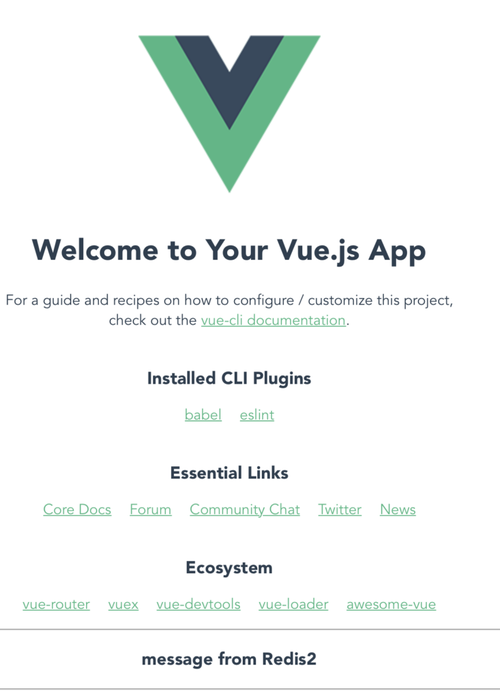 Welcome to Your Vue.js App
For a guide and recipes on how to configure / customize this project,
check out the vue-cli documentation.
Installed CLI Plugins
babel eslint
Essential Links
Core Docs Forum Community Chat Twitter News
Ecosystem
vue-router vuex vue-devtools vue-loader awesome-vue
message from Redis2